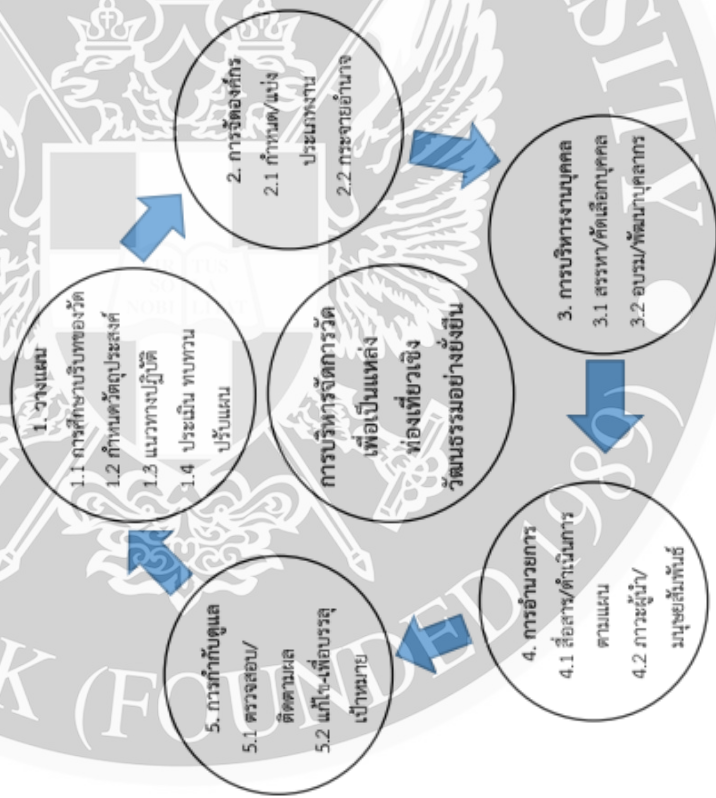 การบริหารจัดการวัด
เพื่อเป็นแหล่ง
ท่องเที่ยวเชิง
วัฒนธรรมอย่างยั่งยืน
1. วางแผน
1.1 การศึกษาบริบทของวัด
1.2 กำหนดวัตถุประสงค์
1.3 แนวทางปฏิบัติ
1.4 ประเมิน ทบทวน
ปรับแผน
2. การจัดองค์กร
2.1 กำหนด/แบ่ง
ประเภทงาน
2.2 กระจายอำนาจ
3. การบริหารงานบุคคล
3.1 สรรหา/คัดเลือกบุคคล
3.2 อบรม/พัฒนาบุคลากร
4. การอำนวยการ
4.1 สื่อสาร/ดำเนินการ
ตามแผน
4.2 ภาวะผู้นำ/
มนุษยสัมพันธ์
5. การกำกับดูแล
5.1 ตรวจสอบ/
ติดตามผล
5.2 แก้ไข-เพื่อบรรลุ
เป้าหมาย
SITY
K (FOUNDED 1989)